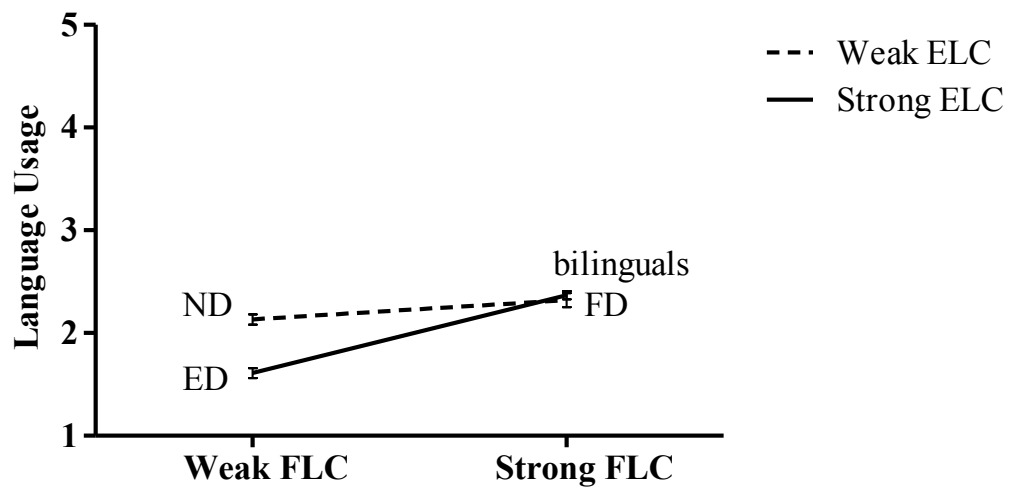 5
4
3
2
1
Language Usage
Weak ELC
Strong ELC
bilinguals
ND
FD
ED
Weak FLC
Strong FLC